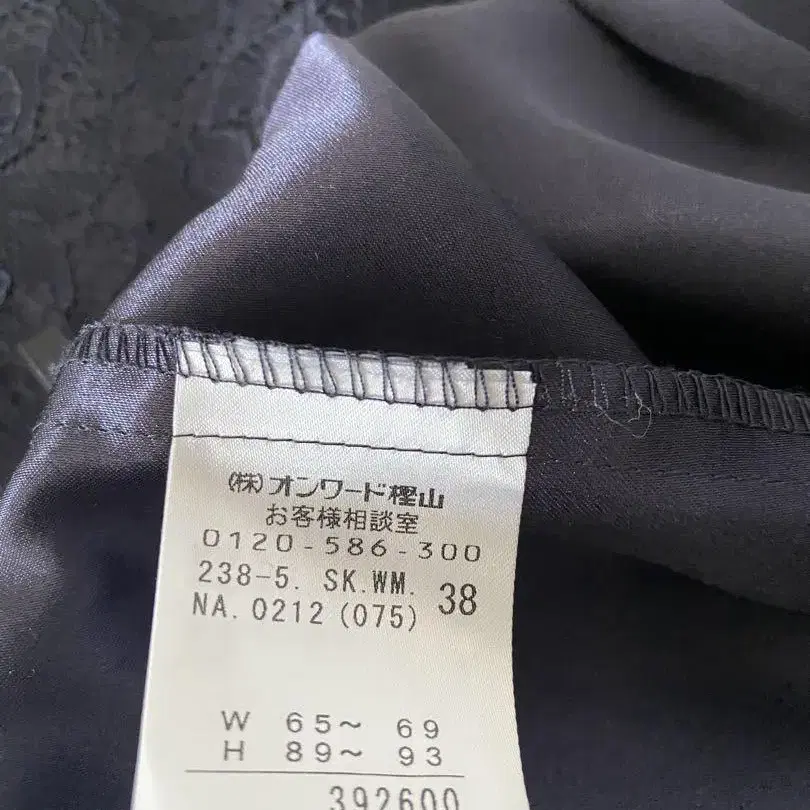 (株)オンワード樫山
お客様相談室
0120-586-300
238-5. SK.WM. 38
NA. 0212 (075)
W 65～ 69
H 89～ 93
392600